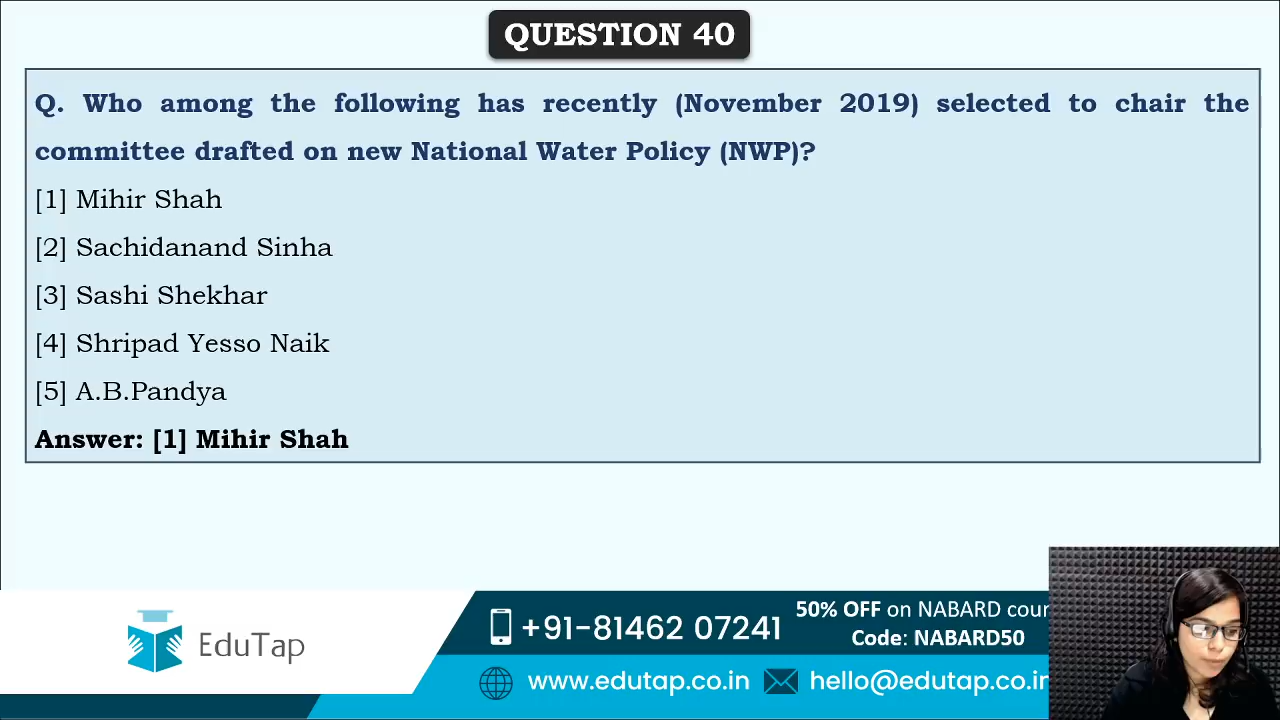 QUESTION 40
Q. Who among the following has recently (November 2019) selected to chair the
committee drafted on new National Water Policy (NWP)?
[1] Mihir Shah
[2] Sachidanand Sinha
[3] Sashi Shekhar
[4] Shripad Yesso Naik
[5] A.B.Pandya
Answer: [1] Mihir Shah
EduTap
+91-81462 07241
50% OFF on NABARD cour
Code: NABARD50
www.edutap.co.in
hello@edutap.co.in